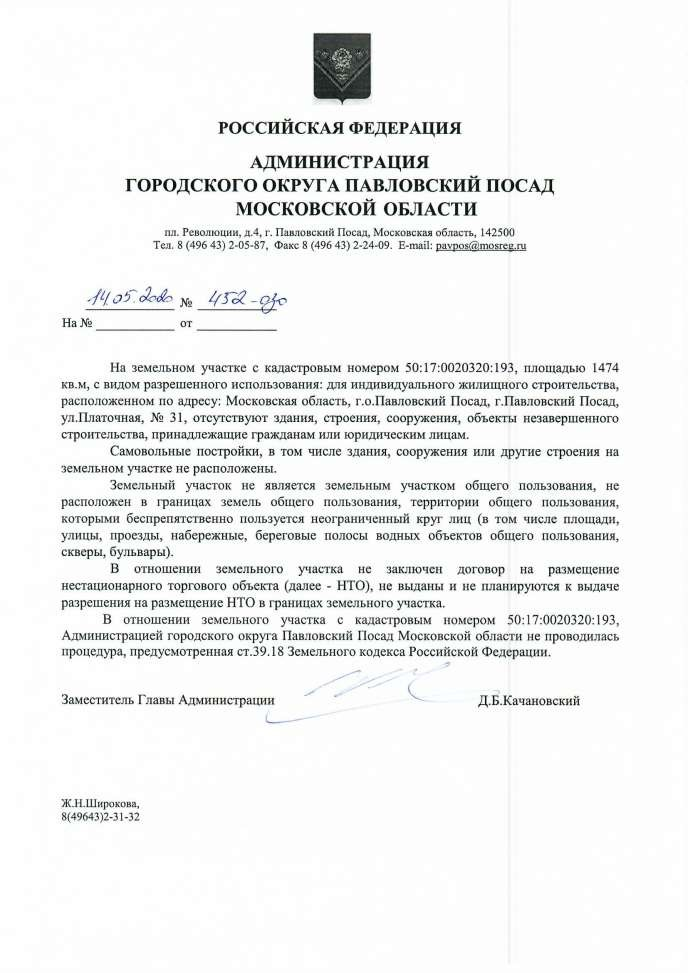 РОССИЙСКАЯ ФЕДЕРАЦИЯ
АДМИНИСТРАЦИЯ
ГОРОДСКОГО ОКРУГА ПАВЛОВСКИЙ ПОСАД
МОСКОВСКОЙ ОБЛАСТИ
пл. Революции, д.4, г. Павловский Посад, Московская область, 142500
Тел. 8 (496 43) 2-05-87, Факс 8 (496 43) 2-24-09. E-mail: pavpos@mosreg.ru
14.05.2020 № 452-озо
На № ____________ от ____________
На земельном участке с кадастровым номером 50:17:0020320:193, площадью 1474
кв.м, с видом разрешенного использования: для индивидуального жилищного строительства,
расположенном по адресу: Московская область, г.о.Павловский Посад, г.Павловский Посад,
ул.Платочная, № 31, отсутствуют здания, строения, сооружения, объекты незавершенного
строительства, принадлежащие гражданам или юридическим лицам.
Самовольные постройки, в том числе здания, сооружения или другие строения на
земельном участке не расположены.
Земельный участок не является земельным участком общего пользования, не
расположен в границах земель общего пользования, территории общего пользования,
которыми беспрепятственно пользуется неограниченный круг лиц (в том числе площади,
улицы, проезды, набережные, береговые полосы водных объектов общего пользования,
скверы, бульвары).
В отношении земельного участка не заключен договор на размещение
нестационарного торгового объекта (далее - НТО), не выданы и не планируются к выдаче
разрешения на размещение НТО в границах земельного участка.
В отношении земельного участка с кадастровым номером 50:17:0020320:193,
Администрацией городского округа Павловский Посад Московской области не проводилась
процедура, предусмотренная ст.39.18 Земельного кодекса Российской Федерации.
Заместитель Главы Администрации Д.Б.Качановский
Ж.Н.Широкова,
8(49643)2-31-32